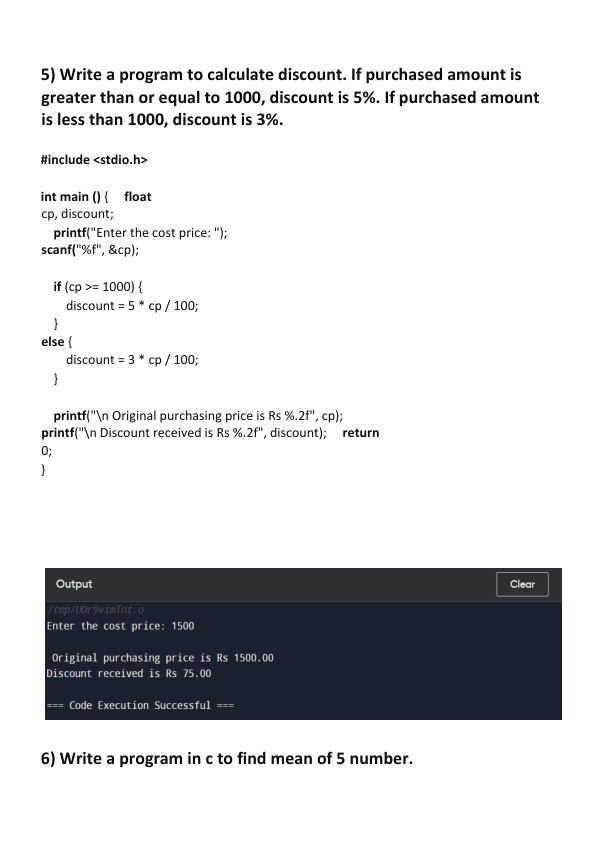 5) Write a program to calculate discount. If purchased amount is
greater than or equal to 1000, discount is 5%. If purchased amount
is less than 1000, discount is 3%.
#include <stdio.h>
int main () {    float
cp, discount;
printf("Enter the cost price: ");
scanf("%f", &cp);
if (cp >= 1000) {
discount = 5 * cp / 100;
}
else {
discount = 3 * cp / 100;
}
printf("\n Original purchasing price is Rs %.2f", cp);
printf("\n Discount received is Rs %.2f", discount);    return
0;
}
Output    Clear
/tmp/UDr9vimTnt.o
Enter the cost price: 1500
Original purchasing price is Rs 1500.00
Discount received is Rs 75.00
=== Code Execution Successful ===
6) Write a program in c to find mean of 5 number.